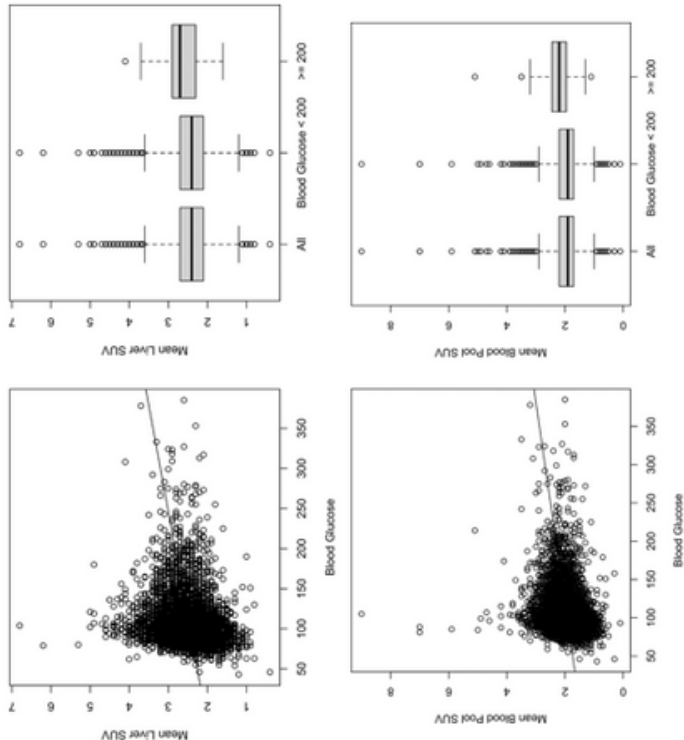 Mean Liver SUV
7 6 5 4 3 2 1
All Blood Glucose < 200 >= 200
Mean Blood Pool SUV
8 6 4 2 0
All Blood Glucose < 200 >= 200
Mean Liver SUV
7 6 5 4 3 2 1
50 100 150 200 250 300 350
Blood Glucose
Mean Blood Pool SUV
8 6 4 2 0
50 100 150 200 250 300 350
Blood Glucose